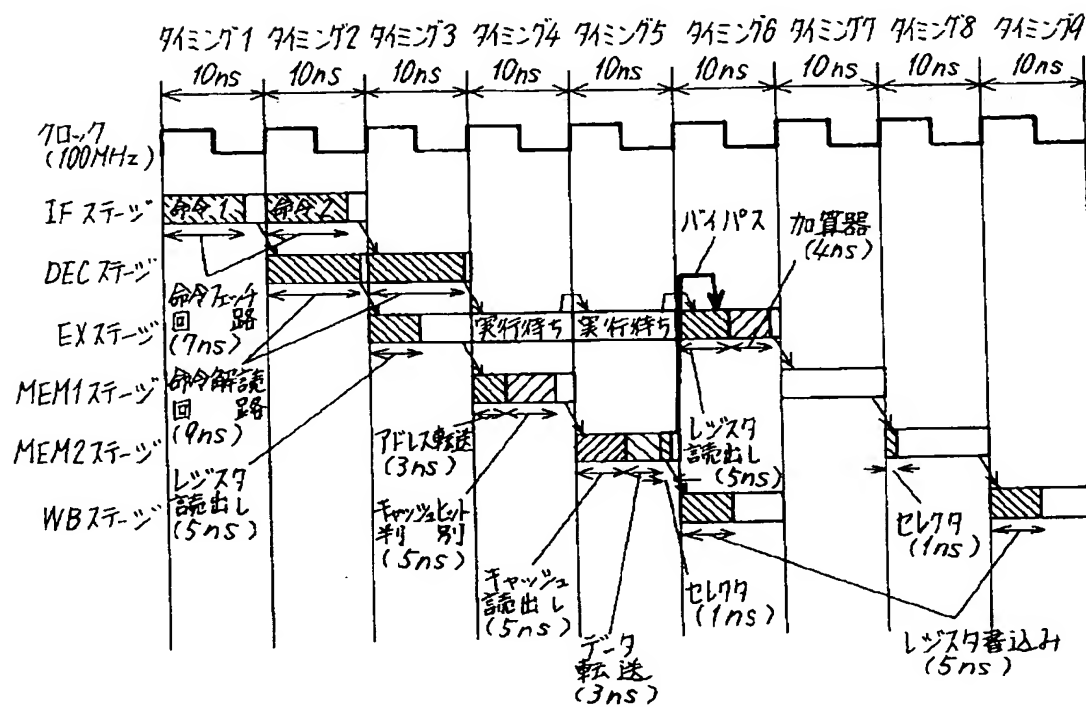 タイミング1 タイミング2 タイミング3 タイミング4 タイミング5 タイミング6 タイミング7 タイミング8 タイミング9
10ns 10ns 10ns 10ns 10ns 10ns 10ns 10ns 10ns
クロック
(100MHz)
IFステージ
命令1 命令2
DECステージ
命令フェッチ
回路
(7ns)
バイパス
加算器
(4ns)
EXステージ
実行待ち 実行待ち
MEM1ステージ
命令解読
回路
(9ns)
アドレス転送
(3ns)
レジスタ
読出し
(5ns)
MEM2ステージ
レジスタ
読出し
(5ns)
WBステージ
キャッシュヒット
判別
(5ns)
キャッシュ
読出し
(5ns)
セレクタ
(1ns)
セレクタ
(1ns)
データ
転送
(3ns)
レジスタ書込み
(5ns)